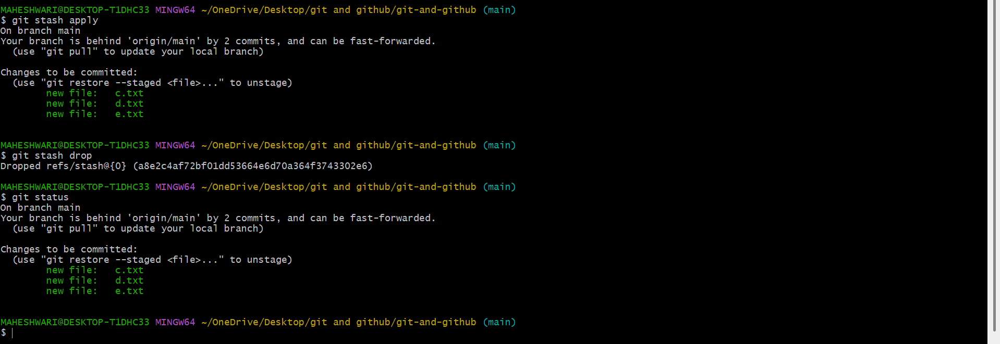 MAHESHWARI@DESKTOP-T1DHC33 MINGW64 ~/OneDrive/Desktop/git and github/git-and-github (main)
$ git stash apply
On branch main
Your branch is behind 'origin/main' by 2 commits, and can be fast-forwarded.
  (use "git pull" to update your local branch)

Changes to be committed:
  (use "git restore --staged <file>..." to unstage)
        new file:   c.txt
        new file:   d.txt
        new file:   e.txt

MAHESHWARI@DESKTOP-T1DHC33 MINGW64 ~/OneDrive/Desktop/git and github/git-and-github (main)
$ git stash drop
Dropped refs/stash@{0} (a8e2c4af72bf01dd53664e6d70a364f3743302e6)

MAHESHWARI@DESKTOP-T1DHC33 MINGW64 ~/OneDrive/Desktop/git and github/git-and-github (main)
$ git status
On branch main
Your branch is behind 'origin/main' by 2 commits, and can be fast-forwarded.
  (use "git pull" to update your local branch)

Changes to be committed:
  (use "git restore --staged <file>..." to unstage)
        new file:   c.txt
        new file:   d.txt
        new file:   e.txt

MAHESHWARI@DESKTOP-T1DHC33 MINGW64 ~/OneDrive/Desktop/git and github/git-and-github (main)
$